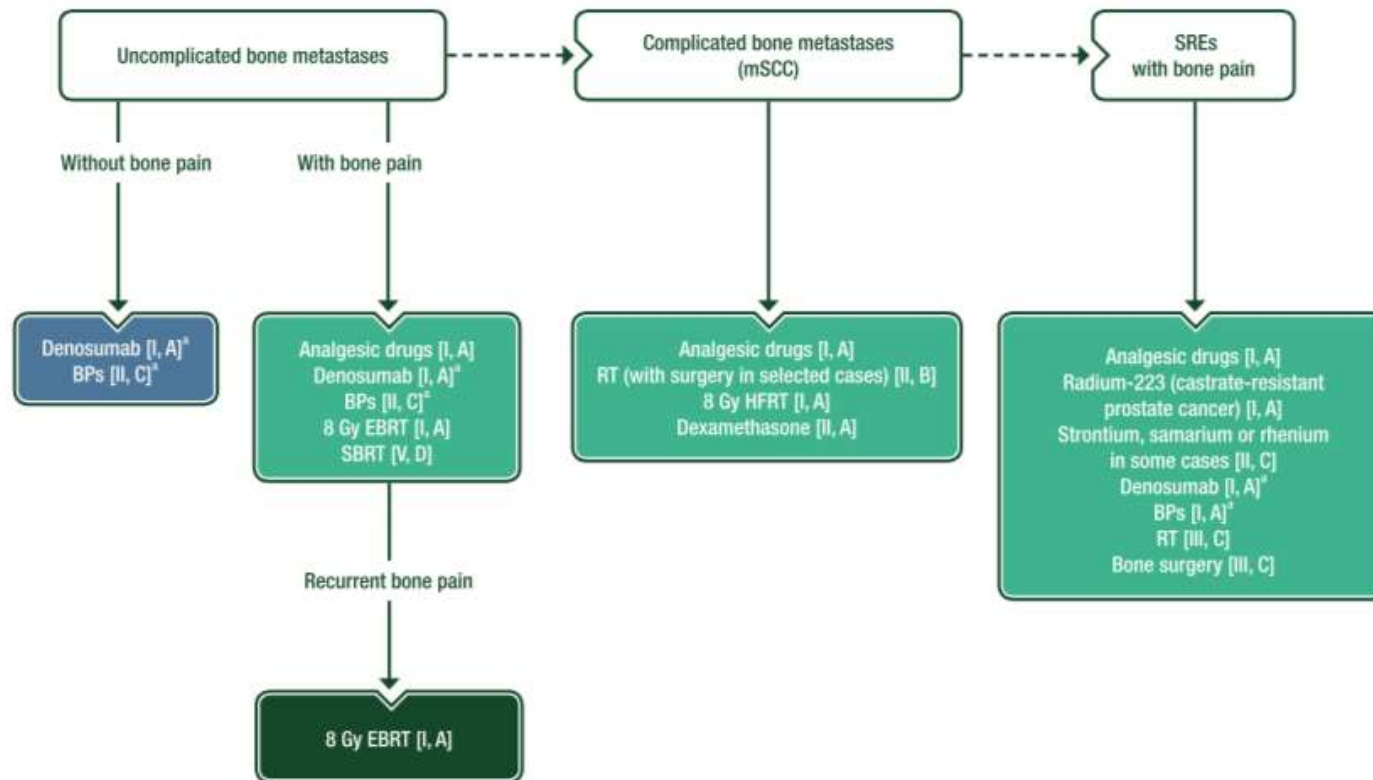 Uncomplicated bone metastases
Complicated bone metastases
(mSCC)
SREs
with bone pain
Without bone pain
With bone pain
Denosumab [I, A]ᵃ
BPs [II, C]ᵃ
Analgesic drugs [I, A]
Denosumab [I, A]ᵃ
BPs [II, C]ᵃ
8 Gy EBRT [I, A]
SBRT [V, D]
Analgesic drugs [I, A]
RT (with surgery in selected cases) [II, B]
8 Gy HFRT [I, A]
Dexamethasone [II, A]
Analgesic drugs [I, A]
Radium-223 (castrate-resistant
prostate cancer) [I, A]
Strontium, samarium or rhenium
in some cases [II, C]
Denosumab [I, A]ᵃ
BPs [I, A]ᵃ
RT [III, C]
Bone surgery [III, C]
Recurrent bone pain
8 Gy EBRT [I, A]